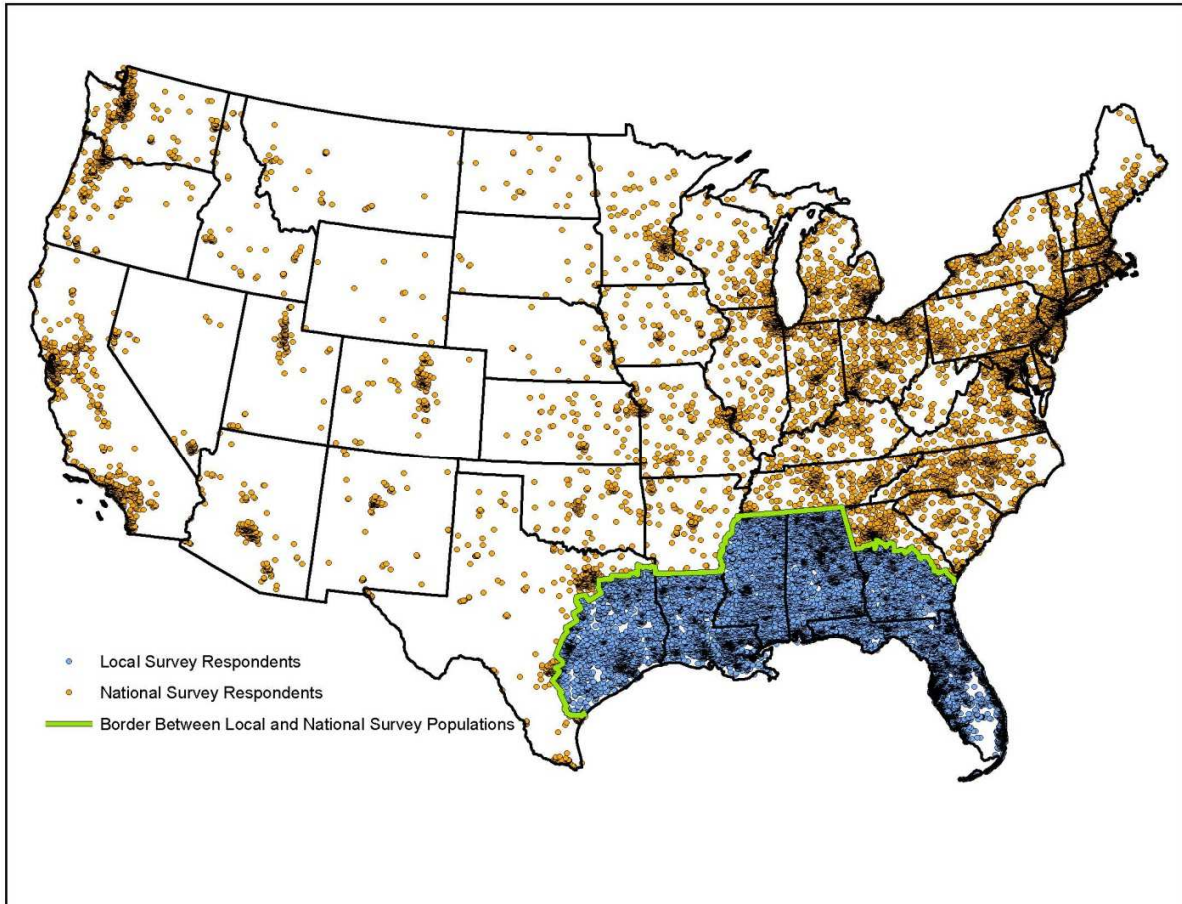 Local Survey Respondents
National Survey Respondents
Border Between Local and National Survey Populations